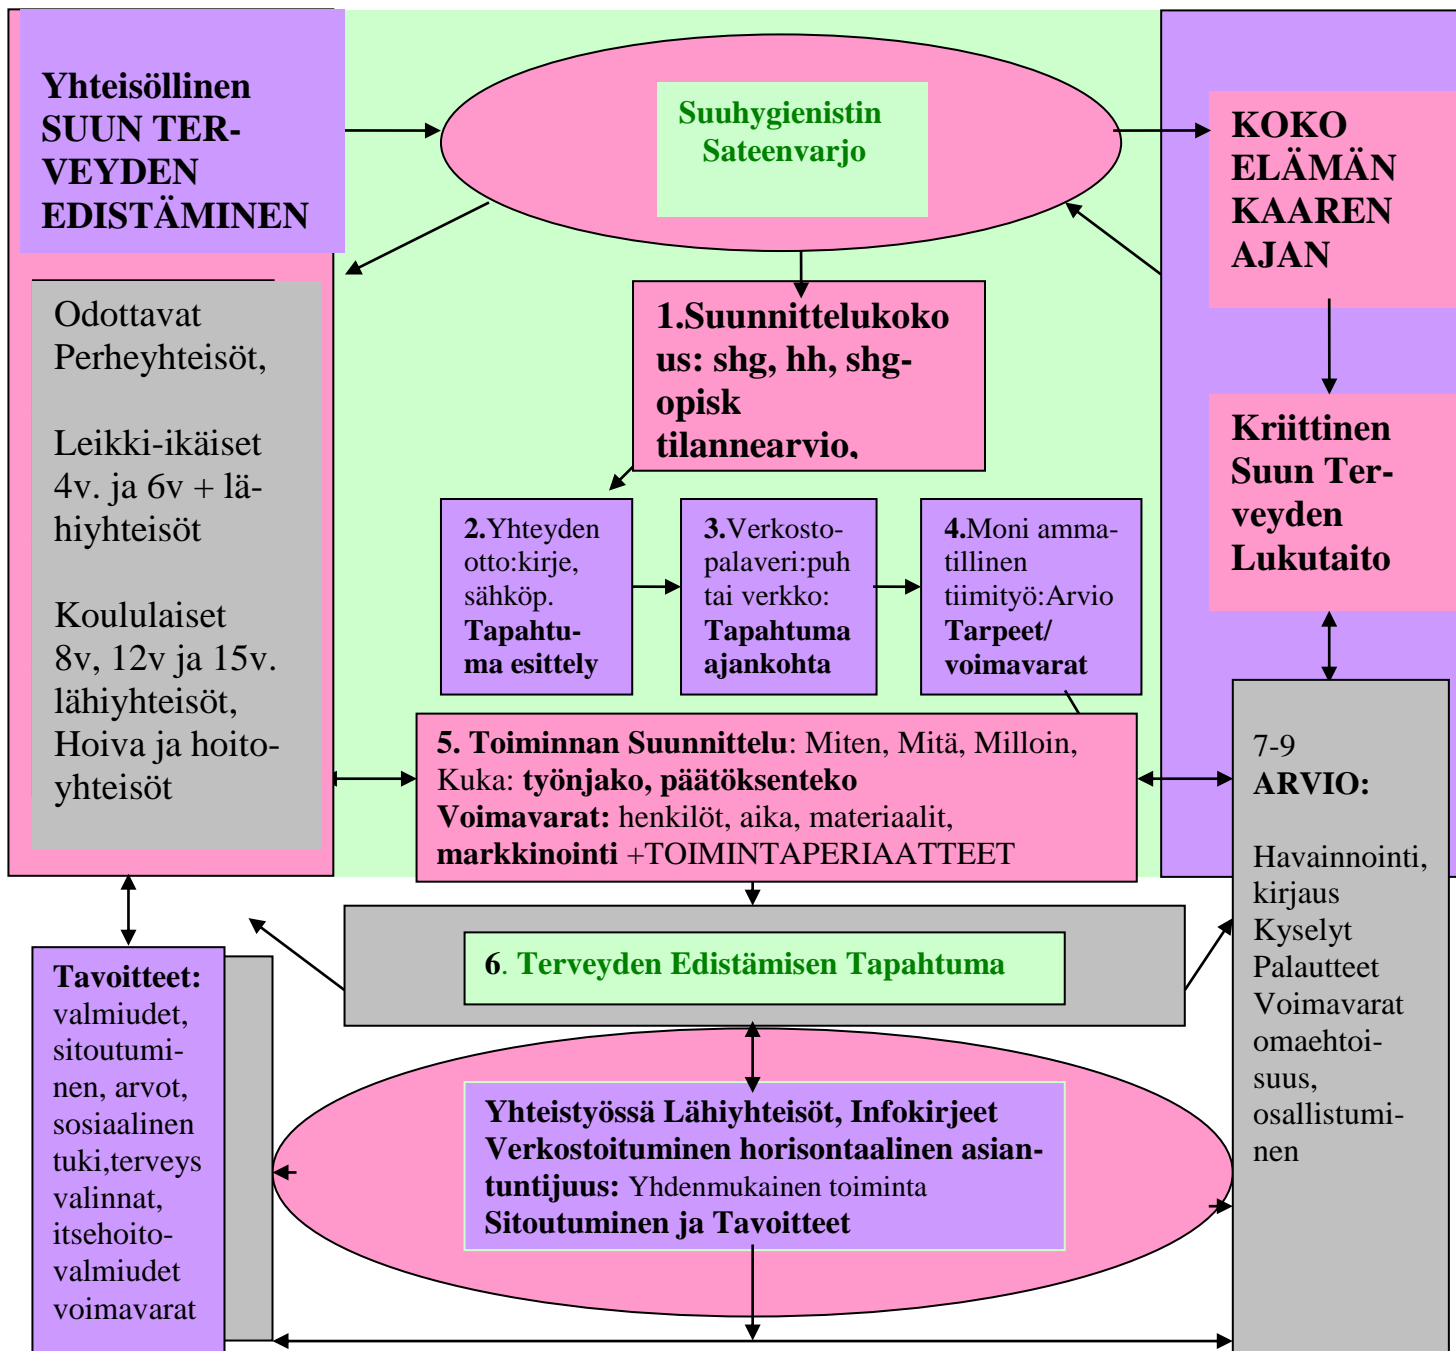 Yhteisöllinen
SUUN TER-
VEYDEN
EDISTÄMINEN
Suuhygienistin
Sateenvarjo
KOKO
ELÄMÄN
KAAREN
AJAN
Odottavat
Perheyhteisöt,
Leikki-ikäiset
4v. ja 6v + lä-
hiyhteisöt
Koululaiset
8v, 12v ja 15v.
lähiyhteisöt,
Hoiva ja hoito-
yhteisöt
1.Suunnittelukoko
us: shg, hh, shg-
opisk
tilannearvio,
Kriittinen
Suun Ter-
veyden
Lukutaito
2.Yhteyden
otto:kirje,
sähköp.
Tapahtu-
ma esittely
3.Verkosto-
palaveri:puh
tai verkko:
Tapahtuma
ajankohta
4.Moni amma-
tillinen
tiimityö:Arvio
Tarpeet/
voimavarat
5. Toiminnan Suunnittelu: Miten, Mitä, Milloin,
Kuka: työnjako, päätöksenteko
Voimavarat: henkilöt, aika, materiaalit,
markkinointi +TOIMINTAPERIAATTEET
7-9
ARVIO:
Havainnointi,
kirjaus
Kyselyt
Palautteet
Voimavarat
omaehtoi-
suus,
osallistumi-
nen
6. Terveyden Edistämisen Tapahtuma
Tavoitteet:
valmiudet,
sitoutumi-
nen, arvot,
sosiaalinen
tuki,terveys
valinnat,
itsehoito-
valmiudet
voimavarat
Yhteistyössä Lähiyhteisöt, Infokirjeet
Verkostoituminen horisontaalinen asian-
tuntijuus: Yhdenmukainen toiminta
Sitoutuminen ja Tavoitteet